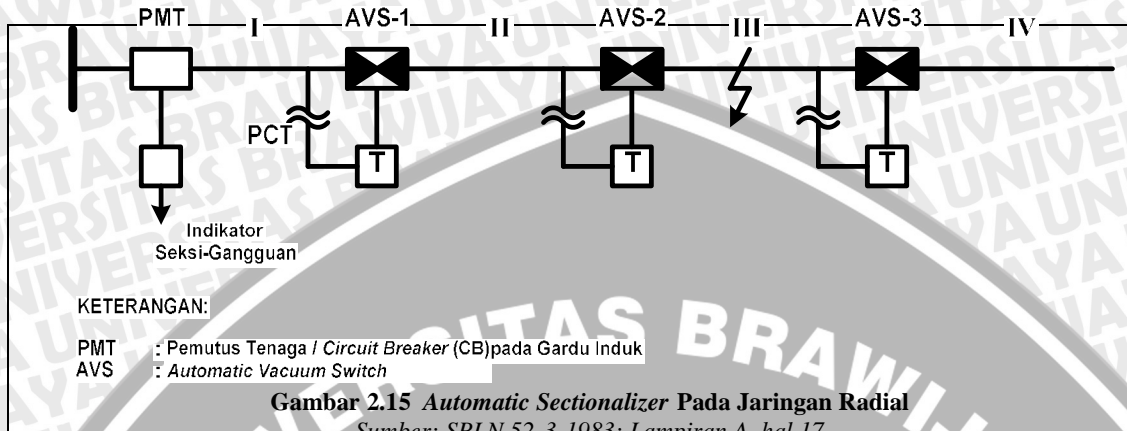 PMT I AVS-1 II AVS-2 III AVS-3 IV
PCT
T T T
Indikator
Seksi-Gangguan
KETERANGAN:
PMT : Pemutus Tenaga / Circuit Breaker (CB)pada Gardu Induk
AVS : Automatic Vacuum Switch
Gambar 2.15 Automatic Sectionalizer Pada Jaringan Radial
Sumber: SPLN 52-3-1983: Lampiran A, hal 17